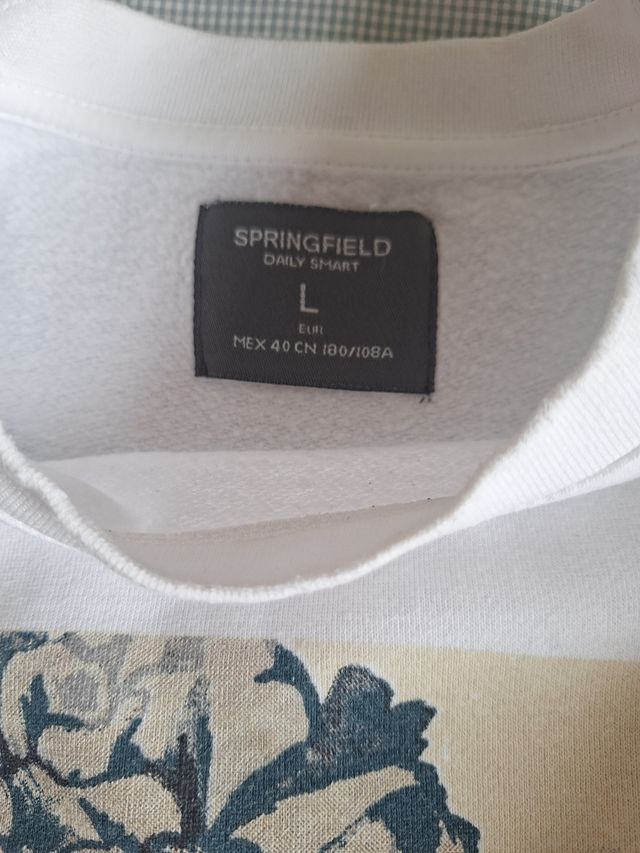 SPRINGFIELD
DAILY SMART
L
EUR
MEX 40 CN 180/108A